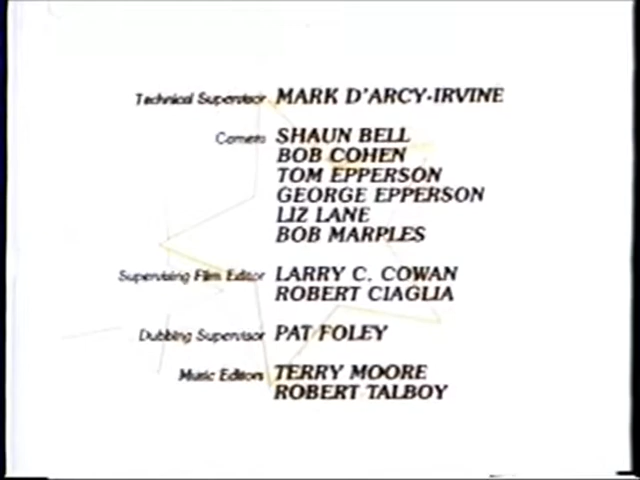 Technical Supervisor MARK D'ARCY-IRVINE
Camera SHAUN BELL
BOB COHEN
TOM EPPERSON
GEORGE EPPERSON
LIZ LANE
BOB MARPLES
Supervising Film Editor LARRY C. COWAN
ROBERT CIAGLIA
Dubbing Supervisor PAT FOLEY
Music Editors TERRY MOORE
ROBERT TALBOY